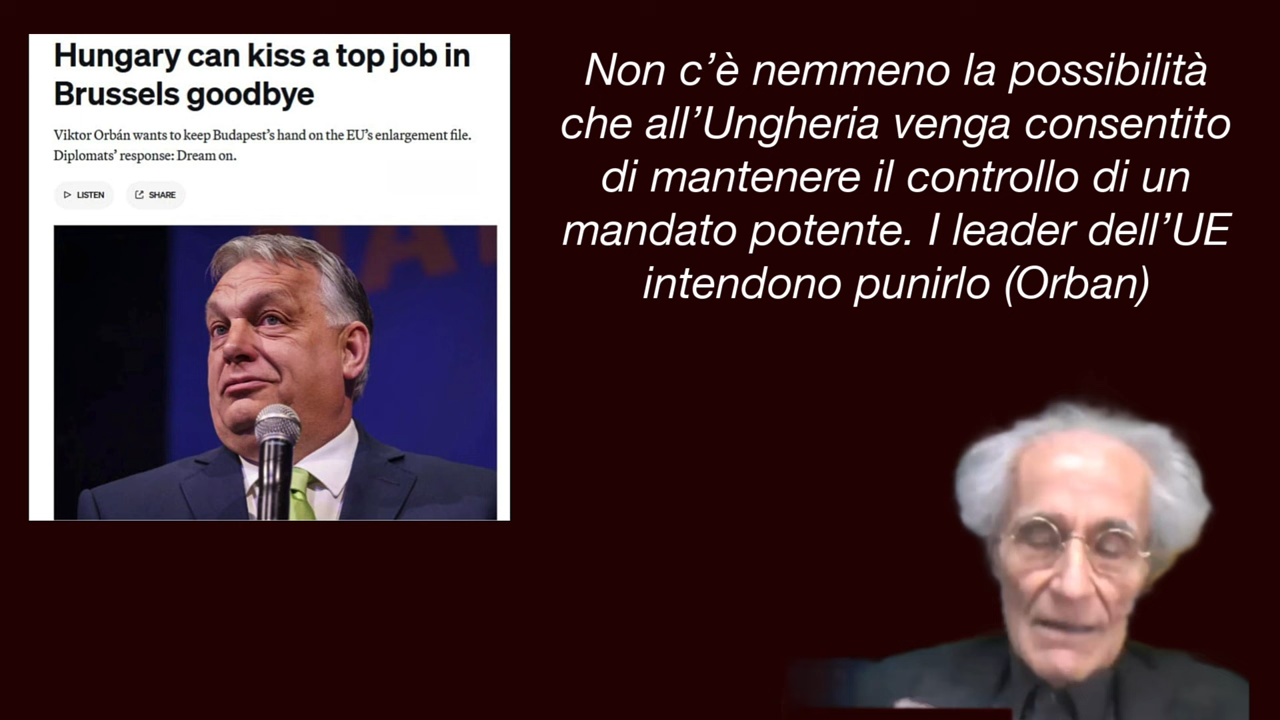 Hungary can kiss a top job in
Brussels goodbye
Viktor Orbán wants to keep Budapest’s hand on the EU’s enlargement file.
Diplomats’ response: Dream on.
LISTEN
SHARE
Non c’è nemmeno la possibilità
che all’Ungheria venga consentito
di mantenere il controllo di un
mandato potente. I leader dell’UE
intendono punirlo (Orban)